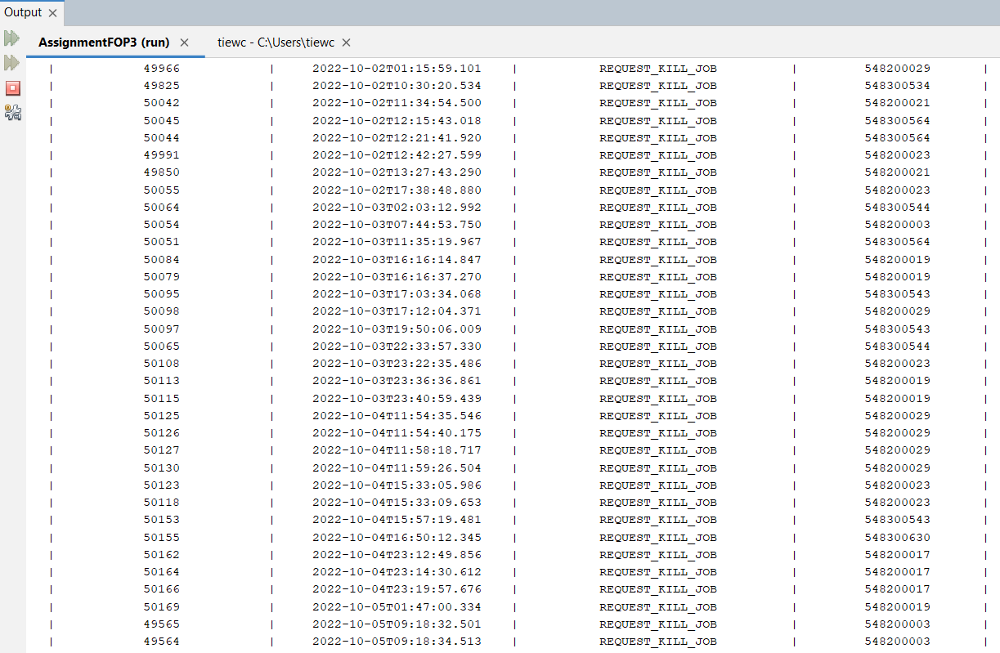 Output
AssignmentFOP3 (run) tiewc - C:\Users\tiewc
| 49966 | 2022-10-02T01:15:59.101 | REQUEST_KILL_JOB | 548200029 |
| 49825 | 2022-10-02T10:30:20.534 | REQUEST_KILL_JOB | 548300534 |
| 50042 | 2022-10-02T11:34:54.500 | REQUEST_KILL_JOB | 548200021 |
| 50045 | 2022-10-02T12:15:43.018 | REQUEST_KILL_JOB | 548300564 |
| 50044 | 2022-10-02T12:21:41.920 | REQUEST_KILL_JOB | 548300564 |
| 49991 | 2022-10-02T12:42:27.599 | REQUEST_KILL_JOB | 548200023 |
| 49850 | 2022-10-02T13:27:43.290 | REQUEST_KILL_JOB | 548200021 |
| 50055 | 2022-10-02T17:38:48.880 | REQUEST_KILL_JOB | 548200023 |
| 50064 | 2022-10-03T02:03:12.992 | REQUEST_KILL_JOB | 548300544 |
| 50054 | 2022-10-03T07:44:53.750 | REQUEST_KILL_JOB | 548200003 |
| 50051 | 2022-10-03T11:35:19.967 | REQUEST_KILL_JOB | 548300564 |
| 50084 | 2022-10-03T16:16:14.847 | REQUEST_KILL_JOB | 548200019 |
| 50079 | 2022-10-03T16:16:37.270 | REQUEST_KILL_JOB | 548200019 |
| 50095 | 2022-10-03T17:03:34.068 | REQUEST_KILL_JOB | 548300543 |
| 50098 | 2022-10-03T17:12:04.371 | REQUEST_KILL_JOB | 548200029 |
| 50097 | 2022-10-03T19:50:06.009 | REQUEST_KILL_JOB | 548300543 |
| 50065 | 2022-10-03T22:33:57.330 | REQUEST_KILL_JOB | 548300544 |
| 50108 | 2022-10-03T23:22:35.486 | REQUEST_KILL_JOB | 548200023 |
| 50113 | 2022-10-03T23:36:36.861 | REQUEST_KILL_JOB | 548200019 |
| 50115 | 2022-10-03T23:40:59.439 | REQUEST_KILL_JOB | 548200019 |
| 50125 | 2022-10-04T11:54:35.546 | REQUEST_KILL_JOB | 548200029 |
| 50126 | 2022-10-04T11:54:40.175 | REQUEST_KILL_JOB | 548200029 |
| 50127 | 2022-10-04T11:58:18.717 | REQUEST_KILL_JOB | 548200029 |
| 50130 | 2022-10-04T11:59:26.504 | REQUEST_KILL_JOB | 548200029 |
| 50123 | 2022-10-04T15:33:05.986 | REQUEST_KILL_JOB | 548200023 |
| 50118 | 2022-10-04T15:33:09.653 | REQUEST_KILL_JOB | 548200023 |
| 50153 | 2022-10-04T15:57:19.481 | REQUEST_KILL_JOB | 548300543 |
| 50155 | 2022-10-04T16:50:12.345 | REQUEST_KILL_JOB | 548300630 |
| 50162 | 2022-10-04T23:12:49.856 | REQUEST_KILL_JOB | 548200017 |
| 50164 | 2022-10-04T23:14:30.612 | REQUEST_KILL_JOB | 548200017 |
| 50166 | 2022-10-04T23:19:57.676 | REQUEST_KILL_JOB | 548200017 |
| 50169 | 2022-10-05T01:47:00.334 | REQUEST_KILL_JOB | 548200019 |
| 49565 | 2022-10-05T09:18:32.501 | REQUEST_KILL_JOB | 548200003 |
| 49564 | 2022-10-05T09:18:34.513 | REQUEST_KILL_JOB | 548200003 |